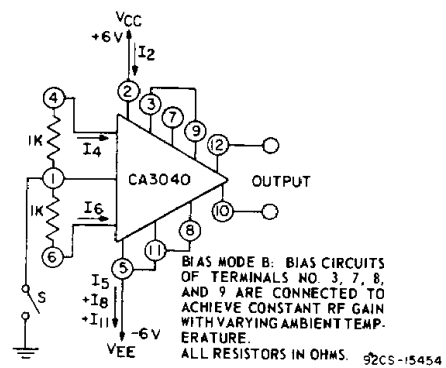 VCC
+6V
I2
4
2
3
7
9
12
1K
I4
1
CA3040
OUTPUT
1K
I6
10
8
6
11
5
S
I5
+I8
+I11
-6V
VEE
BIAS MODE B: BIAS CIRCUITS
OF TERMINALS NO. 3, 7, 8,
AND 9 ARE CONNECTED TO
ACHIEVE CONSTANT RF GAIN
WITH VARYING AMBIENT TEMP-
ERATURE.
ALL RESISTORS IN OHMS.
92CS-15454